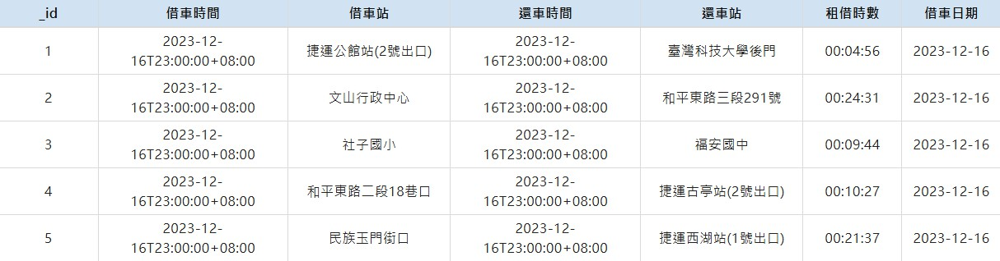 _id 借車時間 借車站 還車時間 還車站 租借時數 借車日期
1 2023-12-16T23:00:00+08:00 捷運公館站(2號出口) 2023-12-16T23:00:00+08:00 臺灣科技大學後門 00:04:56 2023-12-16
2 2023-12-16T23:00:00+08:00 文山行政中心 2023-12-16T23:00:00+08:00 和平東路三段291號 00:24:31 2023-12-16
3 2023-12-16T23:00:00+08:00 社子國小 2023-12-16T23:00:00+08:00 福安國中 00:09:44 2023-12-16
4 2023-12-16T23:00:00+08:00 和平東路二段18巷口 2023-12-16T23:00:00+08:00 捷運古亭站(2號出口) 00:10:27 2023-12-16
5 2023-12-16T23:00:00+08:00 民族玉門街口 2023-12-16T23:00:00+08:00 捷運西湖站(1號出口) 00:21:37 2023-12-16